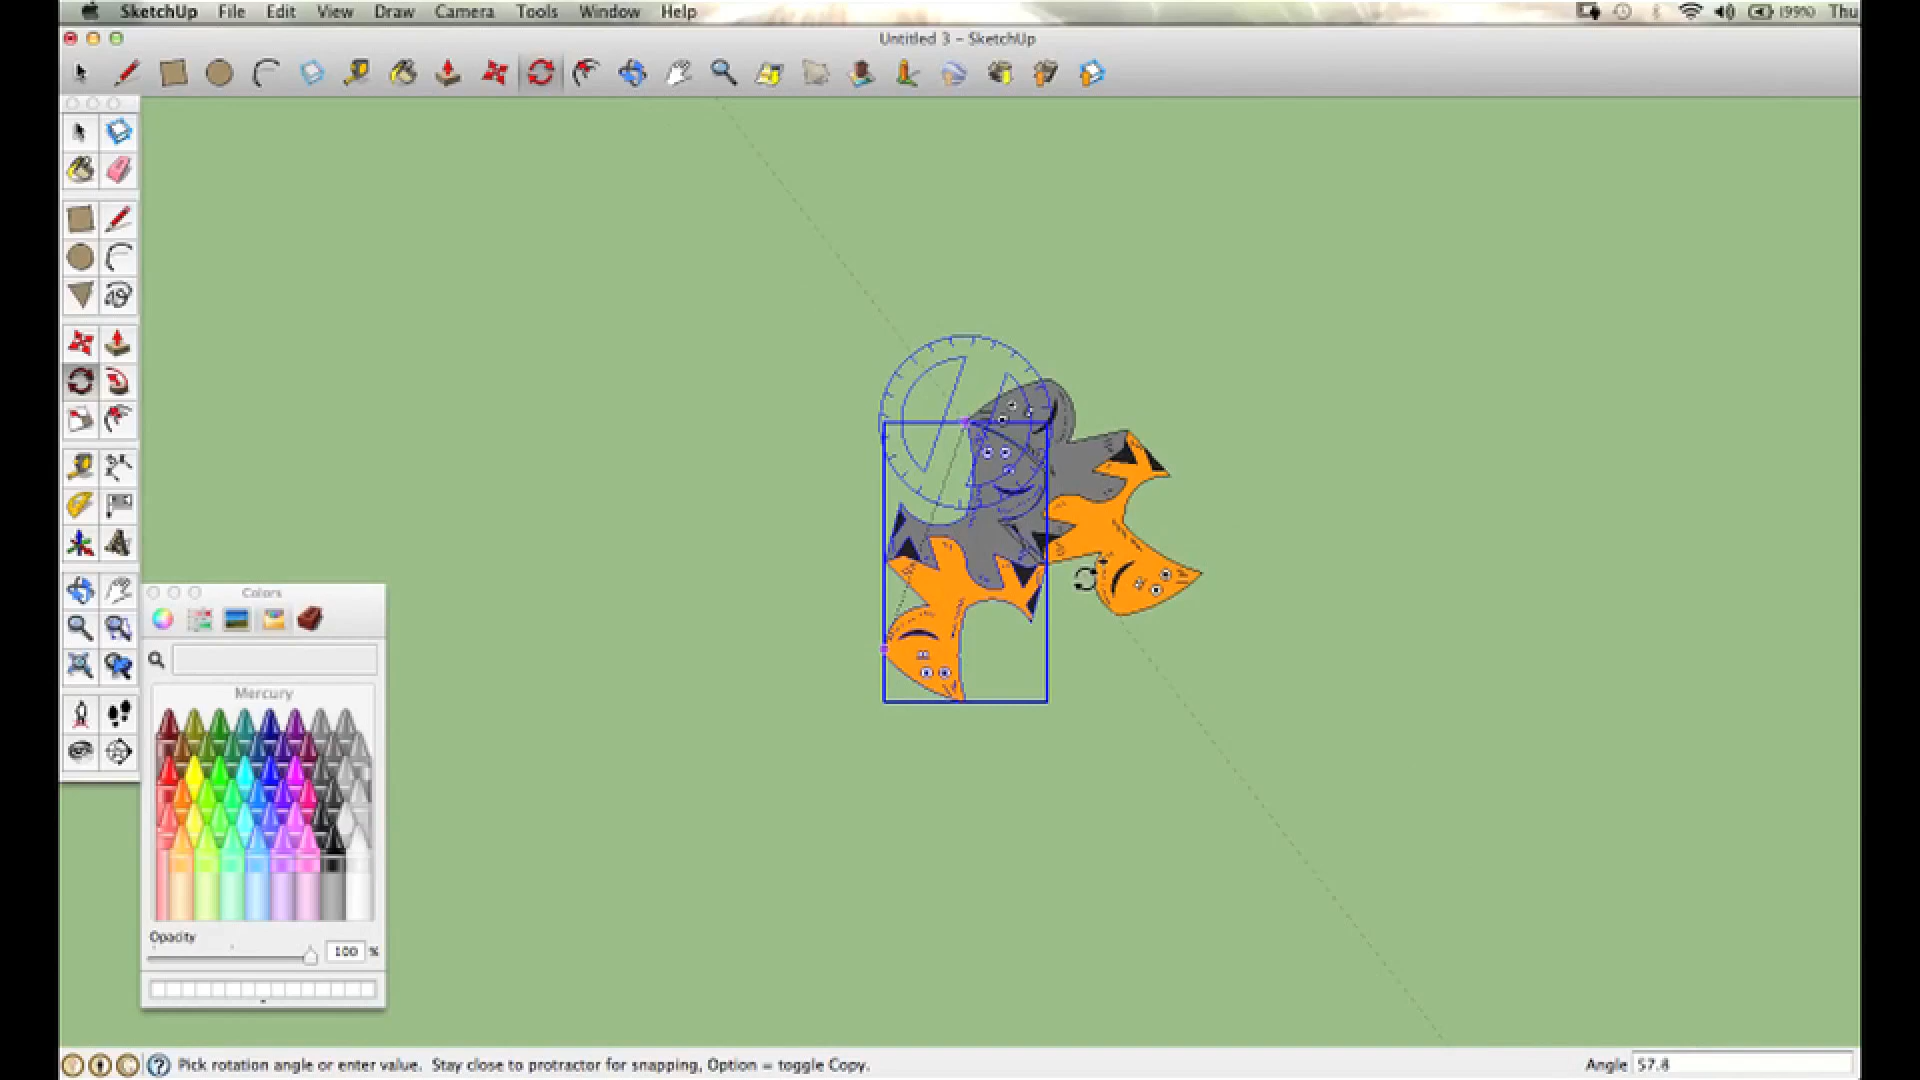 SketchUp File Edit View Draw Camera Tools Window Help (99%) Thu
Untitled 3 - SketchUp
Colors
Mercury
Opacity
100 %
Pick rotation angle or enter value. Stay close to protractor for snapping, Option = toggle Copy.
Angle 57.8